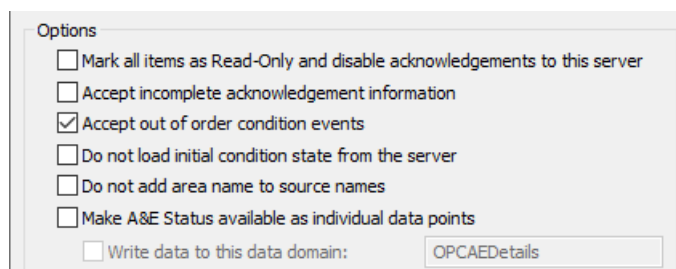 Options
Mark all items as Read-Only and disable acknowledgements to this server
Accept incomplete acknowledgement information
Accept out of order condition events
Do not load initial condition state from the server
Do not add area name to source names
Make A&E Status available as individual data points
Write data to this data domain: OPCAEDetails